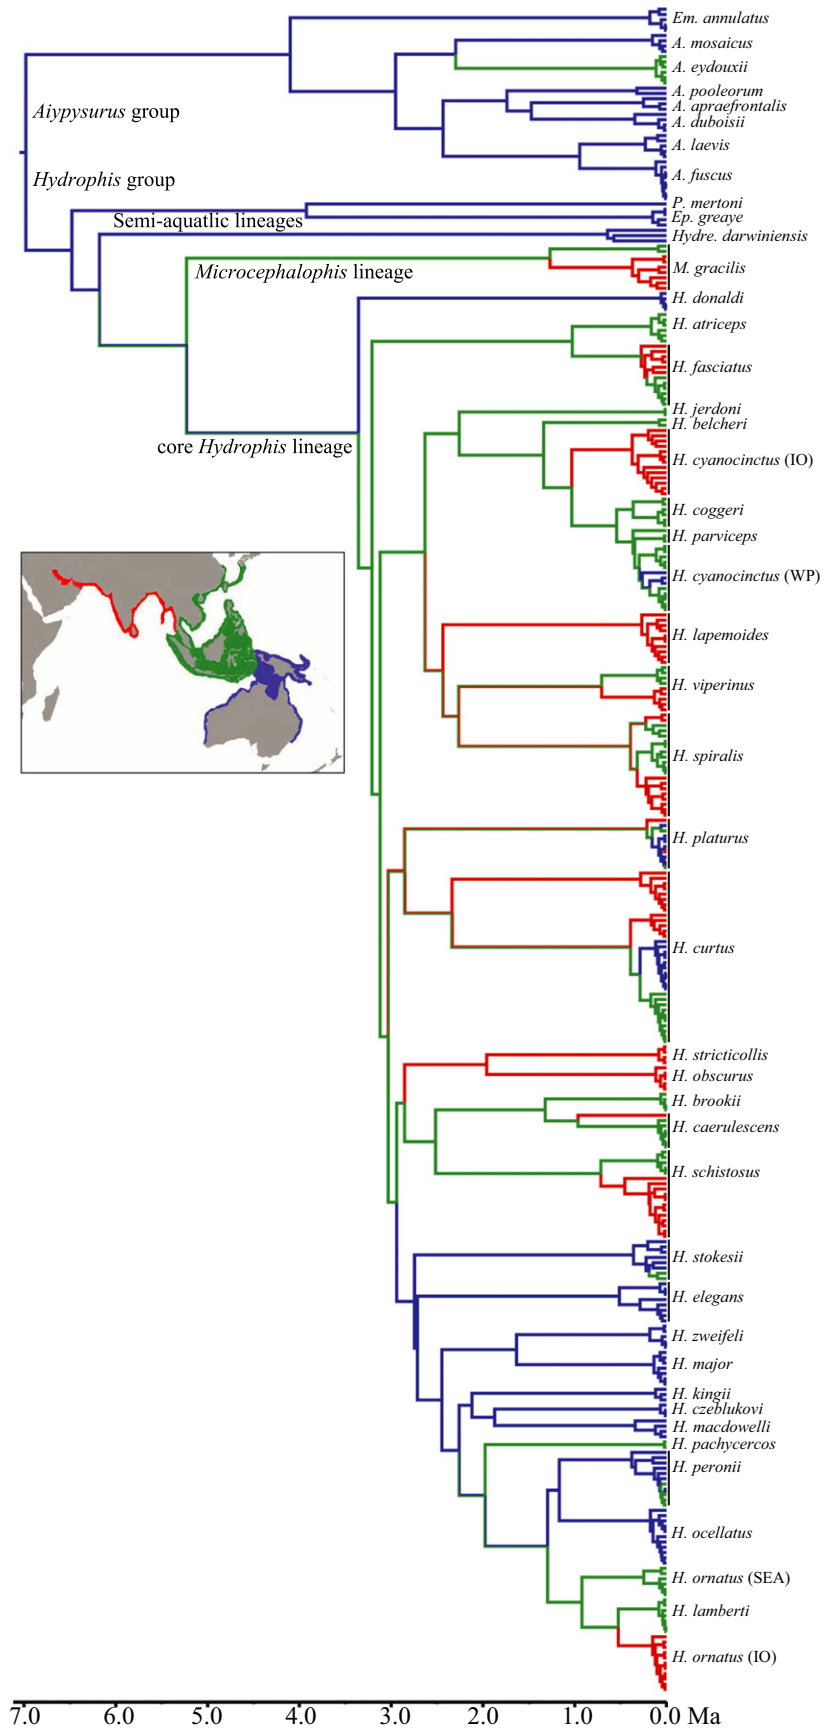 Em. annulatus
A. mosaicus
A. eydouxii
A. pooleorum
A. apraefrontalis
A. duboisii
A. laevis
A. fuscus
Aiypysurus group
Hydrophis group
P. mertoni
Ep. greaye
Semi-aquatlic lineages
Hydre. darwiniensis
Microcephalophis lineage
M. gracilis
H. donaldi
H. atriceps
H. fasciatus
H. jerdoni
H. belcheri
core Hydrophis lineage
H. cyanocinctus (IO)
H. coggeri
H. parviceps
H. cyanocinctus (WP)
H. lapemoides
H. viperinus
H. spiralis
H. platurus
H. curtus
H. stricticollis
H. obscurus
H. brookii
H. caerulescens
H. schistosus
H. stokesii
H. elegans
H. zweifeli
H. major
H. kingii
H. czeblukovi
H. macdowelli
H. pachycercos
H. peronii
H. ocellatus
H. ornatus (SEA)
H. lamberti
H. ornatus (IO)
7.0 6.0 5.0 4.0 3.0 2.0 1.0 0.0 Ma